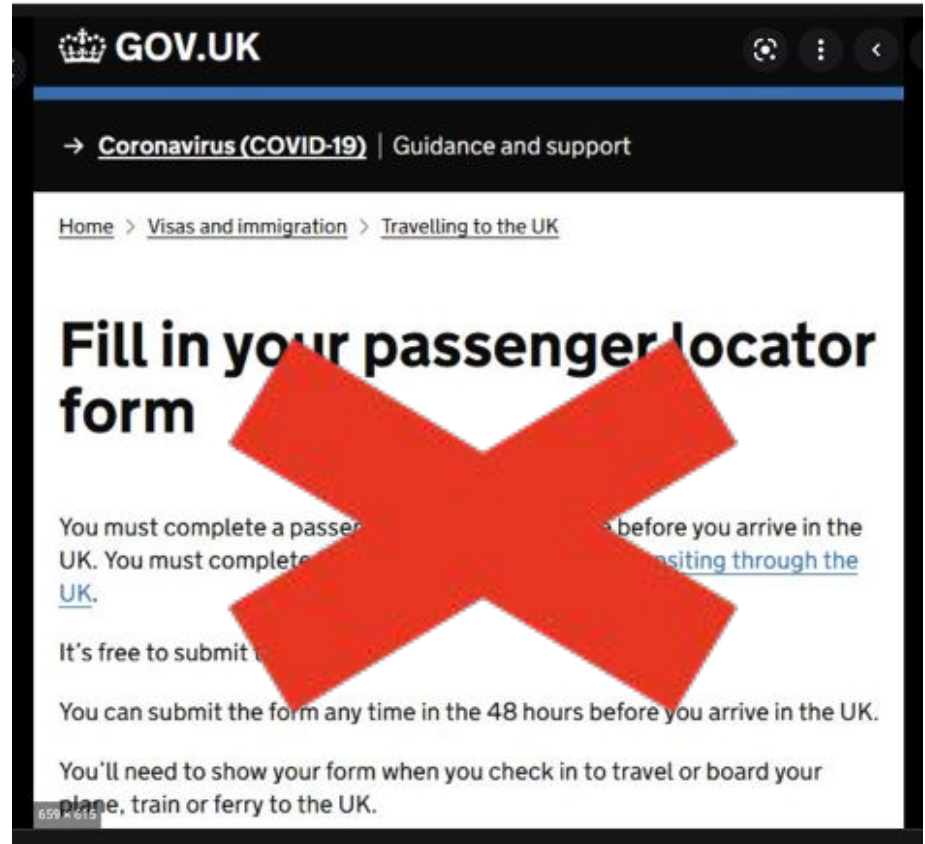 GOV.UK
→ Coronavirus (COVID-19) | Guidance and support
Home > Visas and immigration > Travelling to the UK
Fill in your passenger locator
form
You must complete a before you arrive in the
UK. You must complete through the
UK.
It's free to submit
You can submit the form any time in the 48 hours before you arrive in the UK.
You'll need to show your form when you check in to travel or board your
plane, train or ferry to the UK.
659 × 615